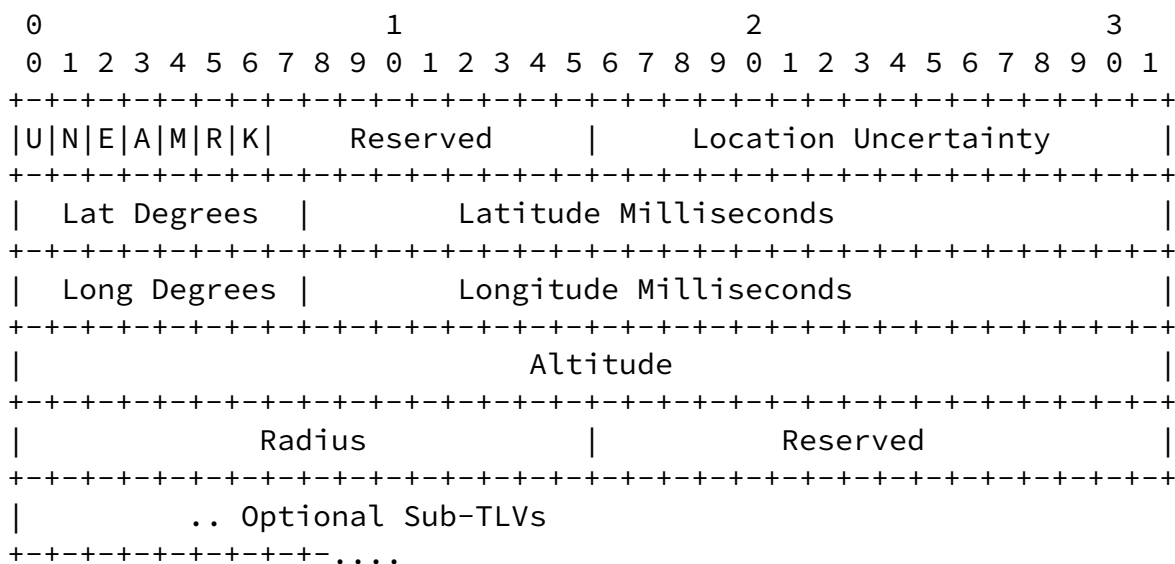 0                   1                   2                   3
 0 1 2 3 4 5 6 7 8 9 0 1 2 3 4 5 6 7 8 9 0 1 2 3 4 5 6 7 8 9 0 1
+-+-+-+-+-+-+-+-+-+-+-+-+-+-+-+-+-+-+-+-+-+-+-+-+-+-+-+-+-+-+-+-+
|U|N|E|A|M|R|K|    Reserved     |     Location Uncertainty      |
+-+-+-+-+-+-+-+-+-+-+-+-+-+-+-+-+-+-+-+-+-+-+-+-+-+-+-+-+-+-+-+-+
|  Lat Degrees  |        Latitude Milliseconds                  |
+-+-+-+-+-+-+-+-+-+-+-+-+-+-+-+-+-+-+-+-+-+-+-+-+-+-+-+-+-+-+-+-+
|  Long Degrees |        Longitude Milliseconds                 |
+-+-+-+-+-+-+-+-+-+-+-+-+-+-+-+-+-+-+-+-+-+-+-+-+-+-+-+-+-+-+-+-+
|                            Altitude                           |
+-+-+-+-+-+-+-+-+-+-+-+-+-+-+-+-+-+-+-+-+-+-+-+-+-+-+-+-+-+-+-+-+
|             Radius            |          Reserved             |
+-+-+-+-+-+-+-+-+-+-+-+-+-+-+-+-+-+-+-+-+-+-+-+-+-+-+-+-+-+-+-+-+
|         .. Optional Sub-TLVs
+-+-+-+-+-+-+-+-+-....